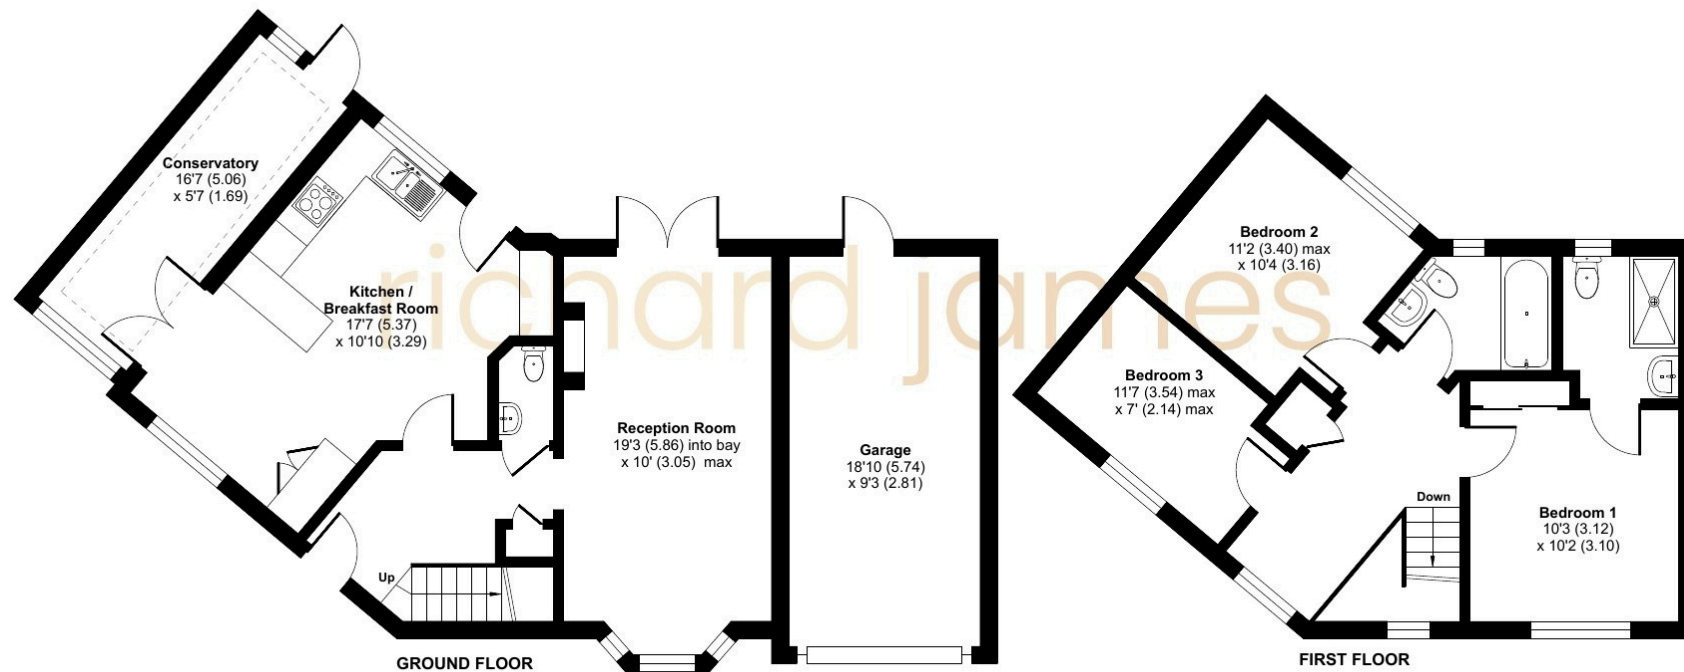 Conservatory
16'7 (5.06)
x 5'7 (1.69)
Kitchen /
Breakfast Room
17'7 (5.37)
x 10'10 (3.29)
Reception Room
19'3 (5.86) into bay
x 10' (3.05) max
Garage
18'10 (5.74)
x 9'3 (2.81)
Up
GROUND FLOOR
richard james
Bedroom 2
11'2 (3.40) max
x 10'4 (3.16)
Bedroom 3
11'7 (3.54) max
x 7' (2.14) max
Down
Bedroom 1
10'3 (3.12)
x 10'2 (3.10)
FIRST FLOOR